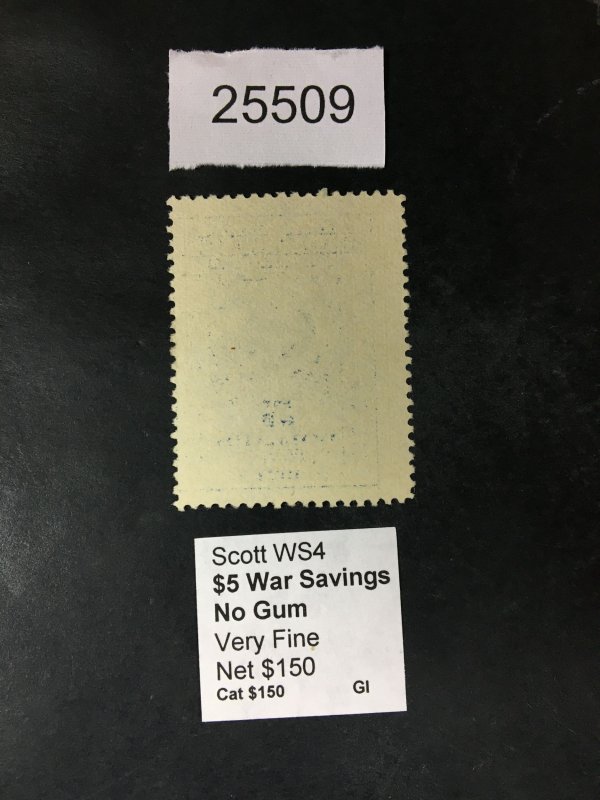 25509
Scott WS4
$5 War Savings
No Gum
Very Fine
Net $150
Cat $150 GI